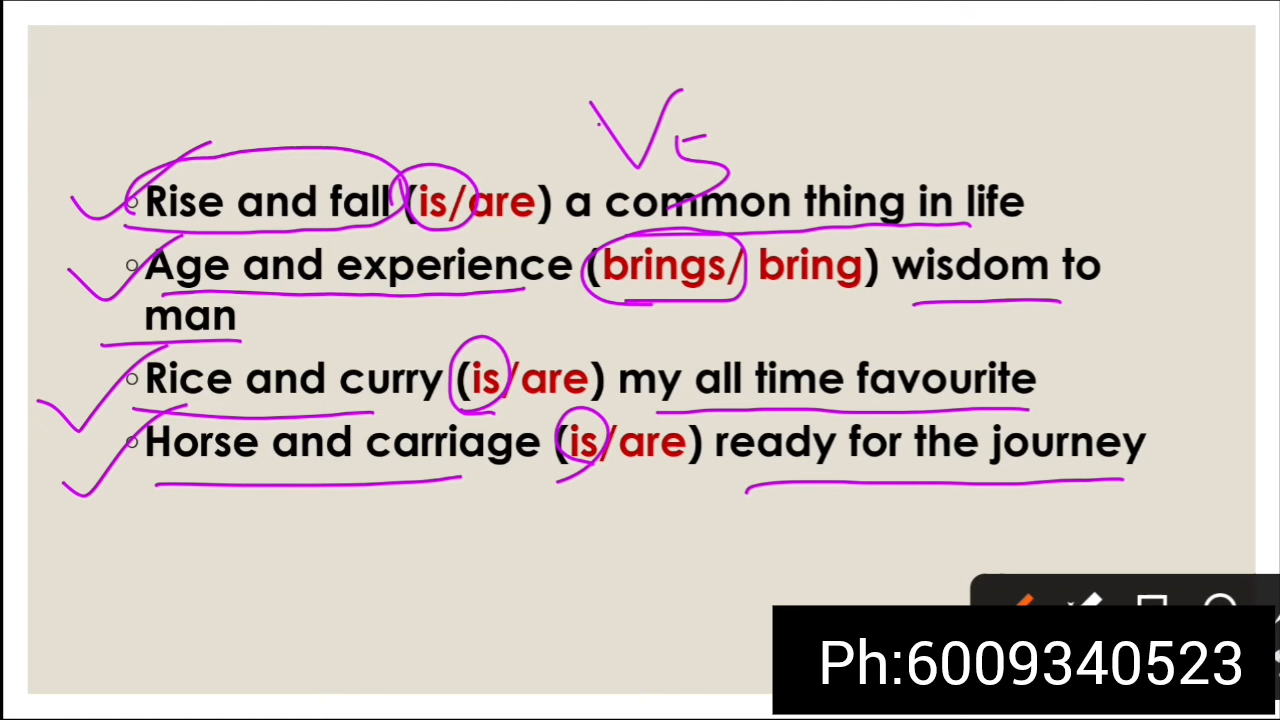 V5
Rise and fall (is/are) a common thing in life
Age and experience (brings/ bring) wisdom to
man
Rice and curry (is/are) my all time favourite
Horse and carriage (is/are) ready for the journey
Ph:6009340523